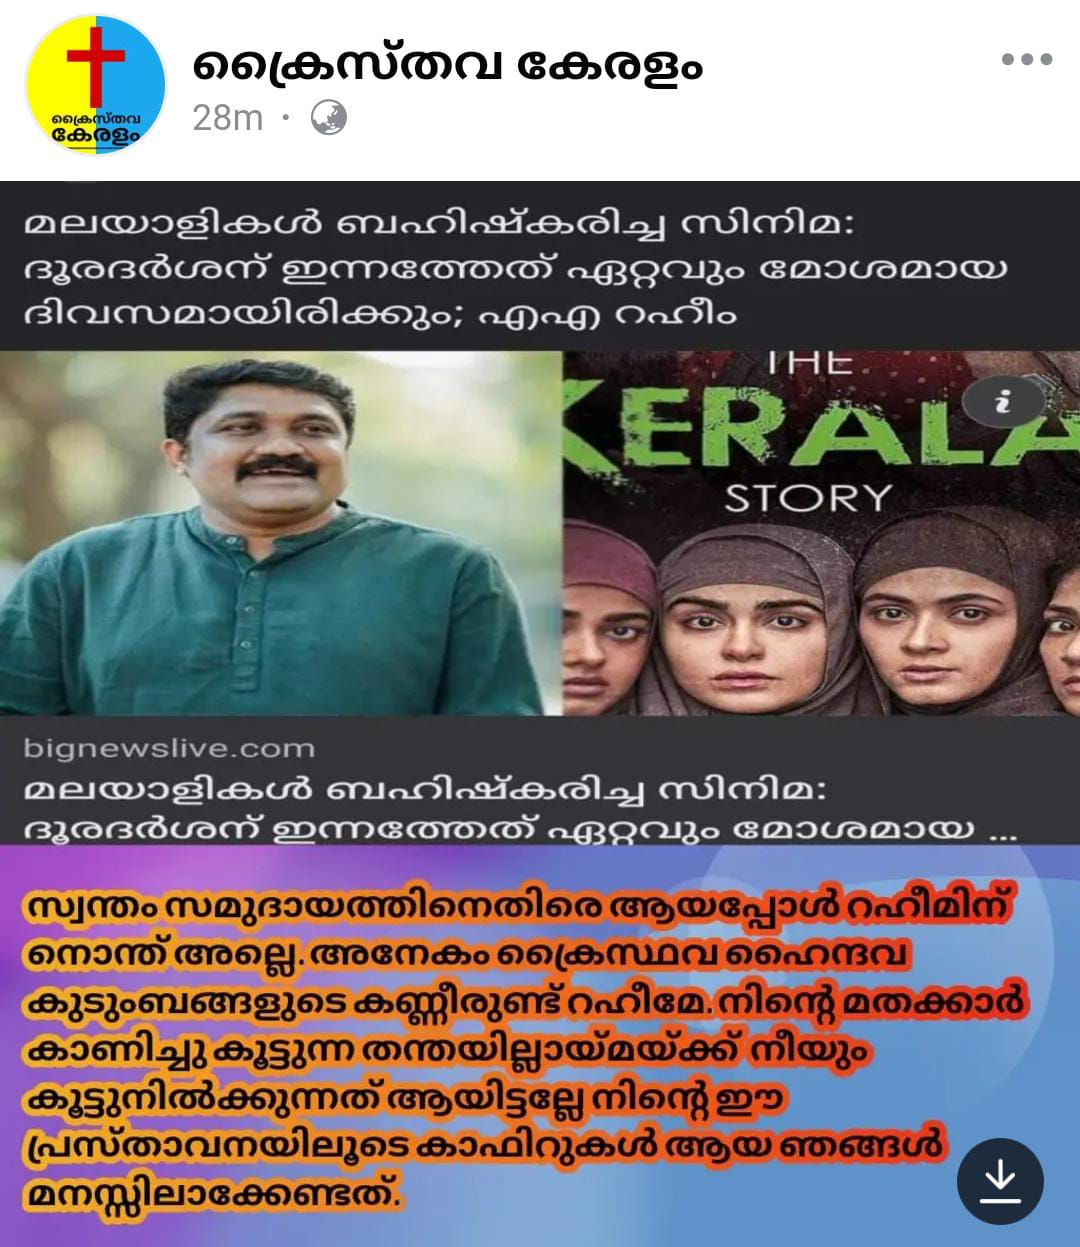 ക്രൈസ്തവ കേരളം
28m ·
ക്രൈസ്തവ
കേരളം
മലയാളികൾ ബഹിഷ്കരിച്ച സിനിമ:
ദൂരദർശന് ഇന്നത്തേത് ഏറ്റവും മോശമായ
ദിവസമായിരിക്കും; എഎ റഹീം
THE
KERALA
STORY
bignewslive.com
മലയാളികൾ ബഹിഷ്കരിച്ച സിനിമ:
ദൂരദർശന് ഇന്നത്തേത് ഏറ്റവും മോശമായ ...
സ്വന്തം സമുദായത്തിനെതിരെ ആയപ്പോൾ റഹീമിന്
നൊന്ത് അല്ലെ. അനേകം ക്രൈസ്ഥവ ഹൈന്ദവ
കുടുംബങ്ങളുടെ കണ്ണീരുണ്ട് റഹീമേ. നിന്റെ മതക്കാർ
കാണിച്ചു കൂട്ടുന്ന തന്തയില്ലായ്മയ്ക്ക് നീയും
കൂട്ടുനിൽക്കുന്നത് ആയിട്ടല്ലേ നിന്റെ ഈ
പ്രസ്താവനയിലൂടെ കാഫിറുകൾ ആയ ഞങ്ങൾ
മനസ്സിലാക്കേണ്ടത്.